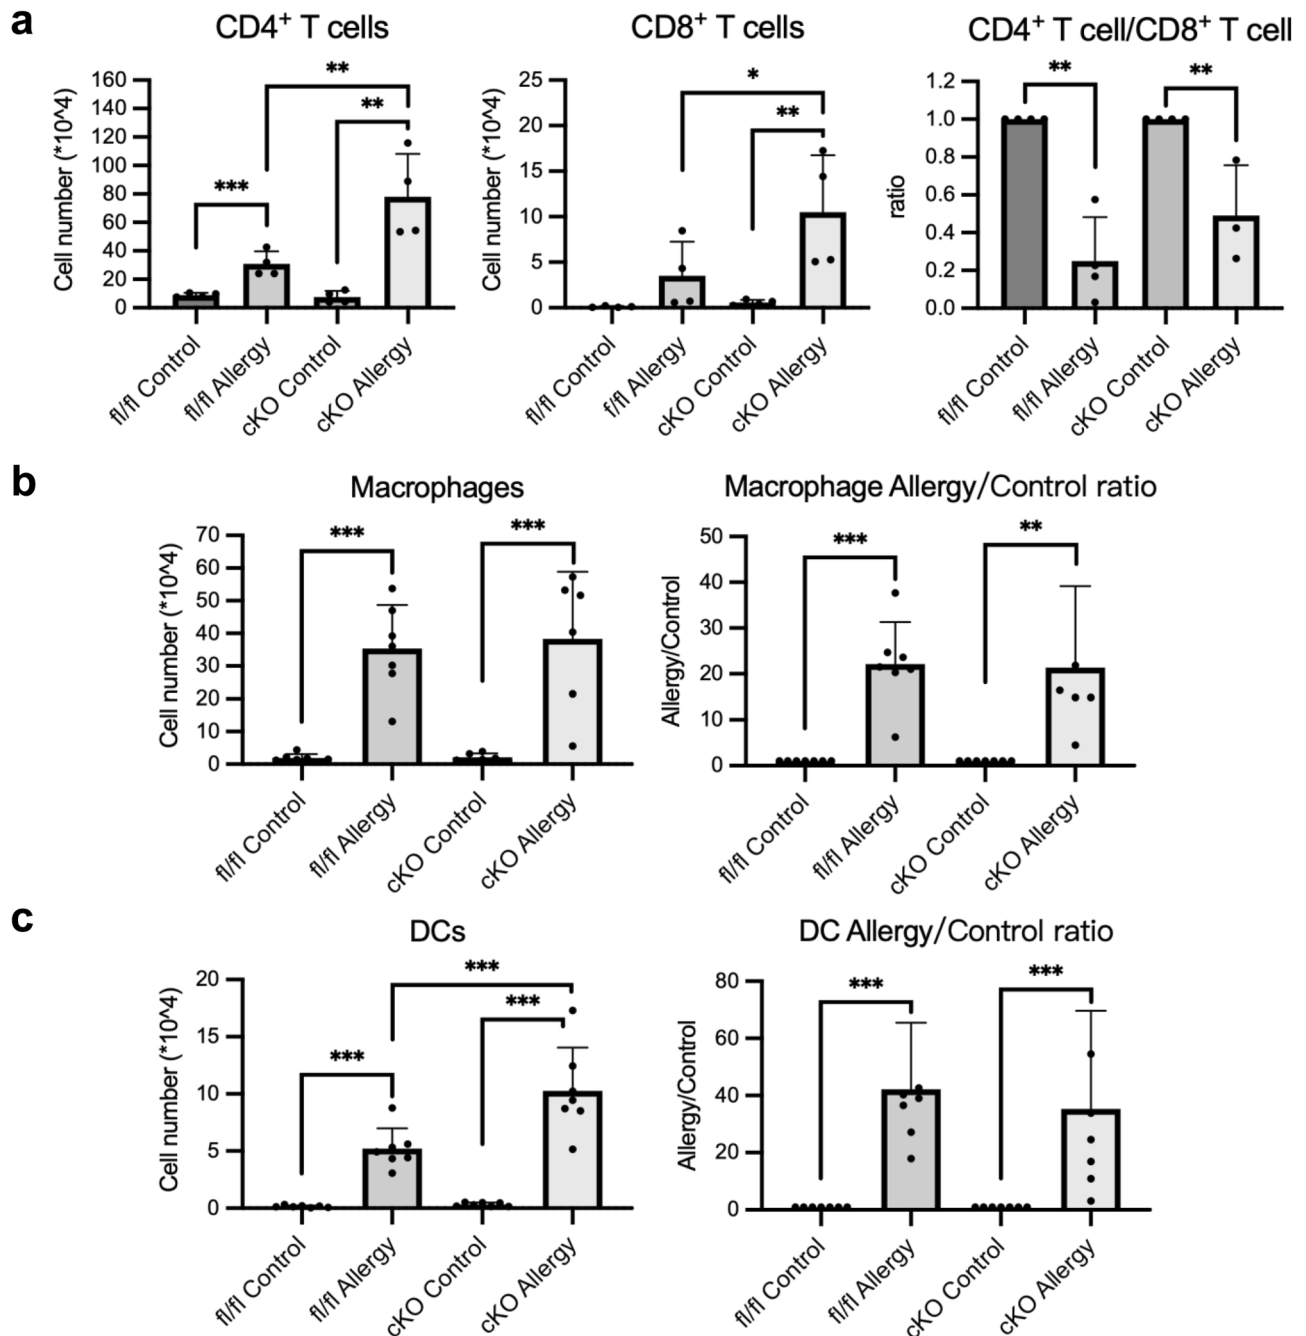 a
CD4⁺ T cells
Cell number (*10^4)
160
140
120
100
80
60
40
20
0
***
**
**
fl/fl Control
fl/fl Allergy
cKO Control
cKO Allergy
CD8⁺ T cells
Cell number (*10^4)
25
20
15
10
5
0
*
**
fl/fl Control
f/fl Allergy
cKO Control
cKO Allergy
CD4⁺ T cell/CD8⁺ T cell
ratio
1.2
1.0
0.8
0.6
0.4
0.2
0.0
**
**
fl/fl Control
fl/fl Allergy
cKO Control
cKO Allergy
b
Macrophages
Cell number (*10^4)
70
60
50
40
30
20
10
0
***
***
fl/fl Control
fl/fl Allergy
cKO Control
cKO Allergy
Macrophage Allergy/Control ratio
Allergy/Control
50
40
30
20
10
0
***
**
fl/fl Control
fl/fl Allergy
cKO Control
cKO Allergy
c
DCs
Cell number (*10^4)
20
15
10
5
0
***
***
***
fl/fl Control
fl/fl Allergy
cKO Control
cKO Allergy
DC Allergy/Control ratio
Allergy/Control
80
60
40
20
0
***
***
fl/fl Control
fl/fl Allergy
cKO Control
cKO Allergy